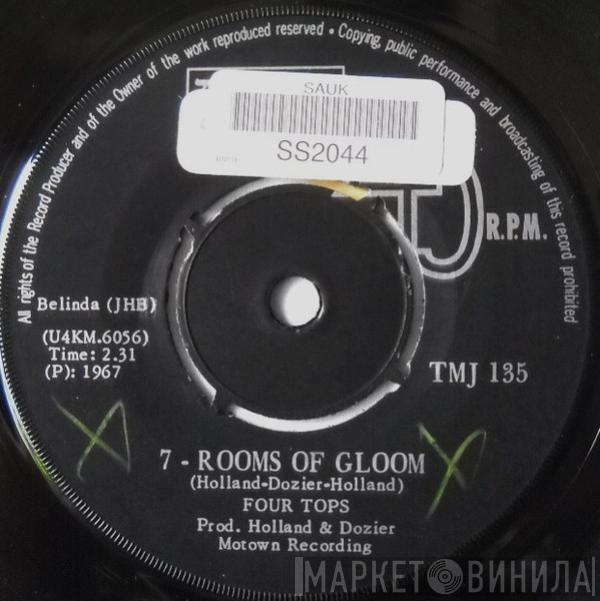 All rights of the Record Producer and of the Owner of the work reproduced reserved • Copying, public performance and broadcasting of this record prohibited
SAUK
SS2044
R.P.M.
Belinda (JHB)
(U4KM.6056)
Time: 2.31
(P): 1967
TMJ 135
7 - ROOMS OF GLOOM
(Holland-Dozier-Holland)
FOUR TOPS
Prod. Holland & Dozier
Motown Recording
МАРКЕТ ВИНИЛА